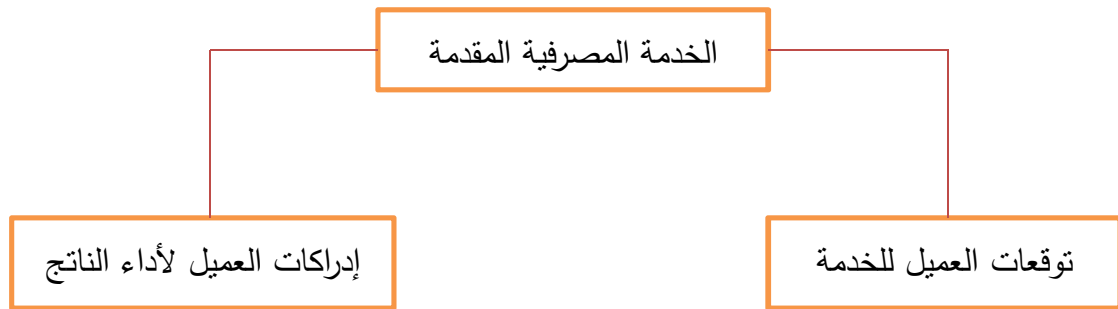 الخدمة المصرفية المقدمة
توقعات العميل للخدمة
إدراكات العميل لأداء الناتج